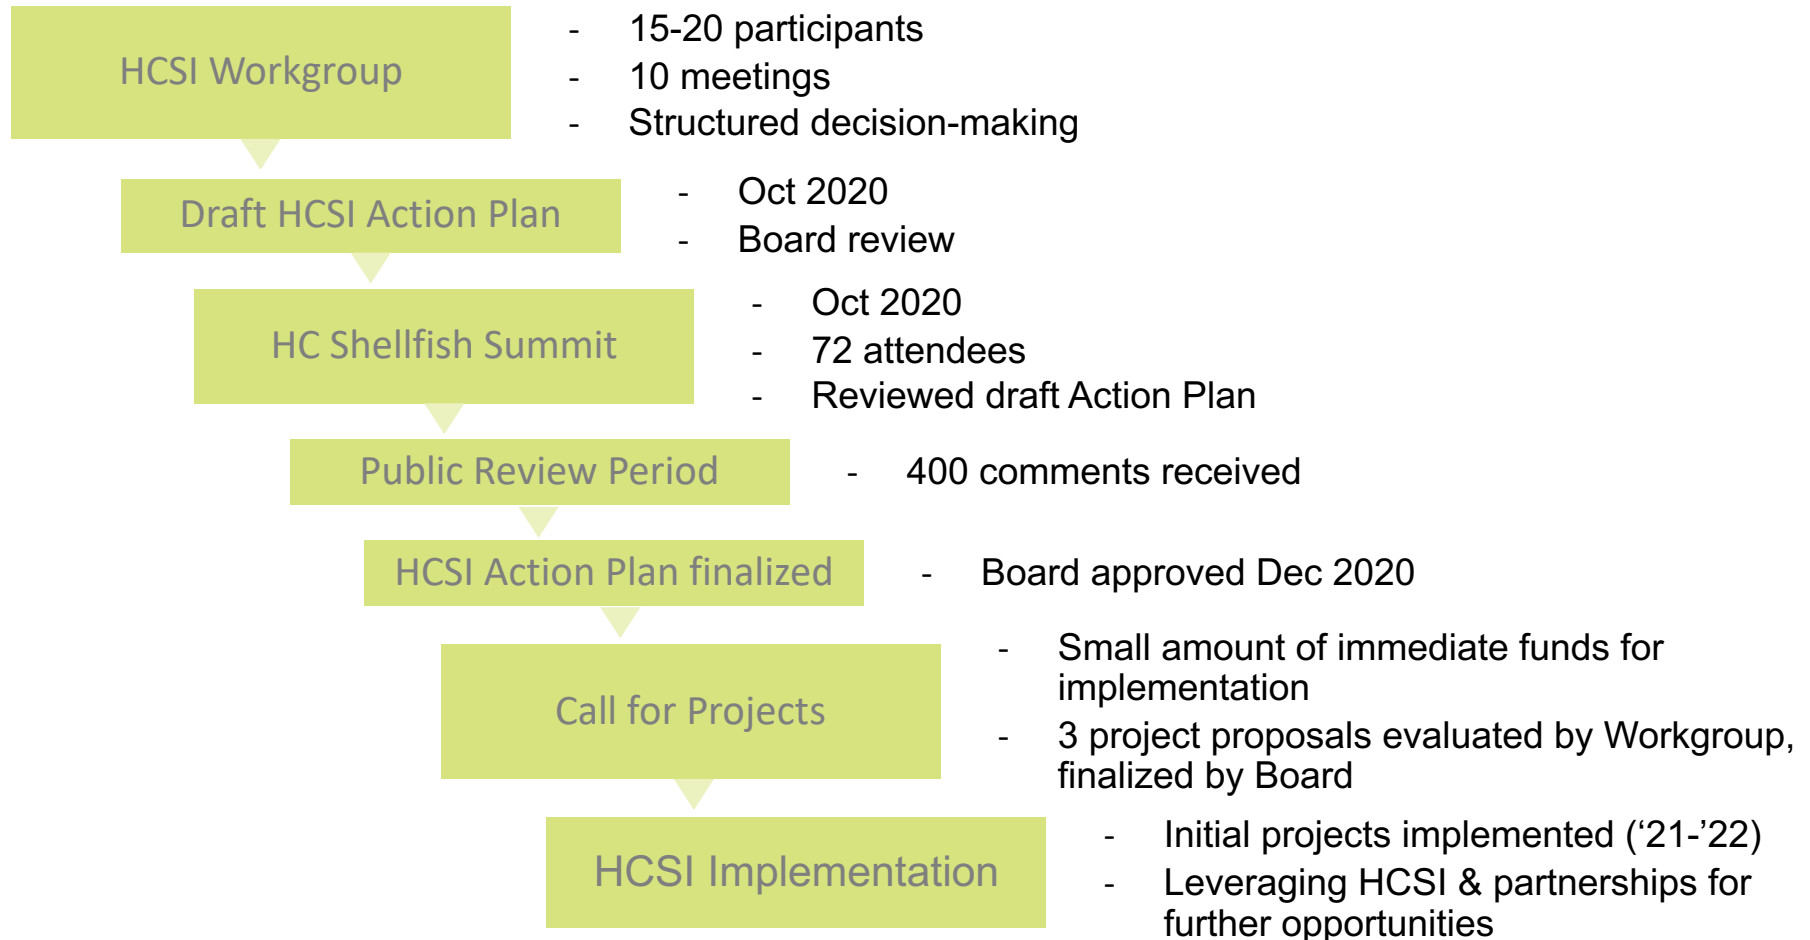 HCSI Workgroup
- 15-20 participants
- 10 meetings
- Structured decision-making
Draft HCSI Action Plan
- Oct 2020
- Board review
HC Shellfish Summit
- Oct 2020
- 72 attendees
- Reviewed draft Action Plan
Public Review Period
- 400 comments received
HCSI Action Plan finalized
- Board approved Dec 2020
Call for Projects
- Small amount of immediate funds for
implementation
- 3 project proposals evaluated by Workgroup,
finalized by Board
HCSI Implementation
- Initial projects implemented (‘21-’22)
- Leveraging HCSI & partnerships for
further opportunities